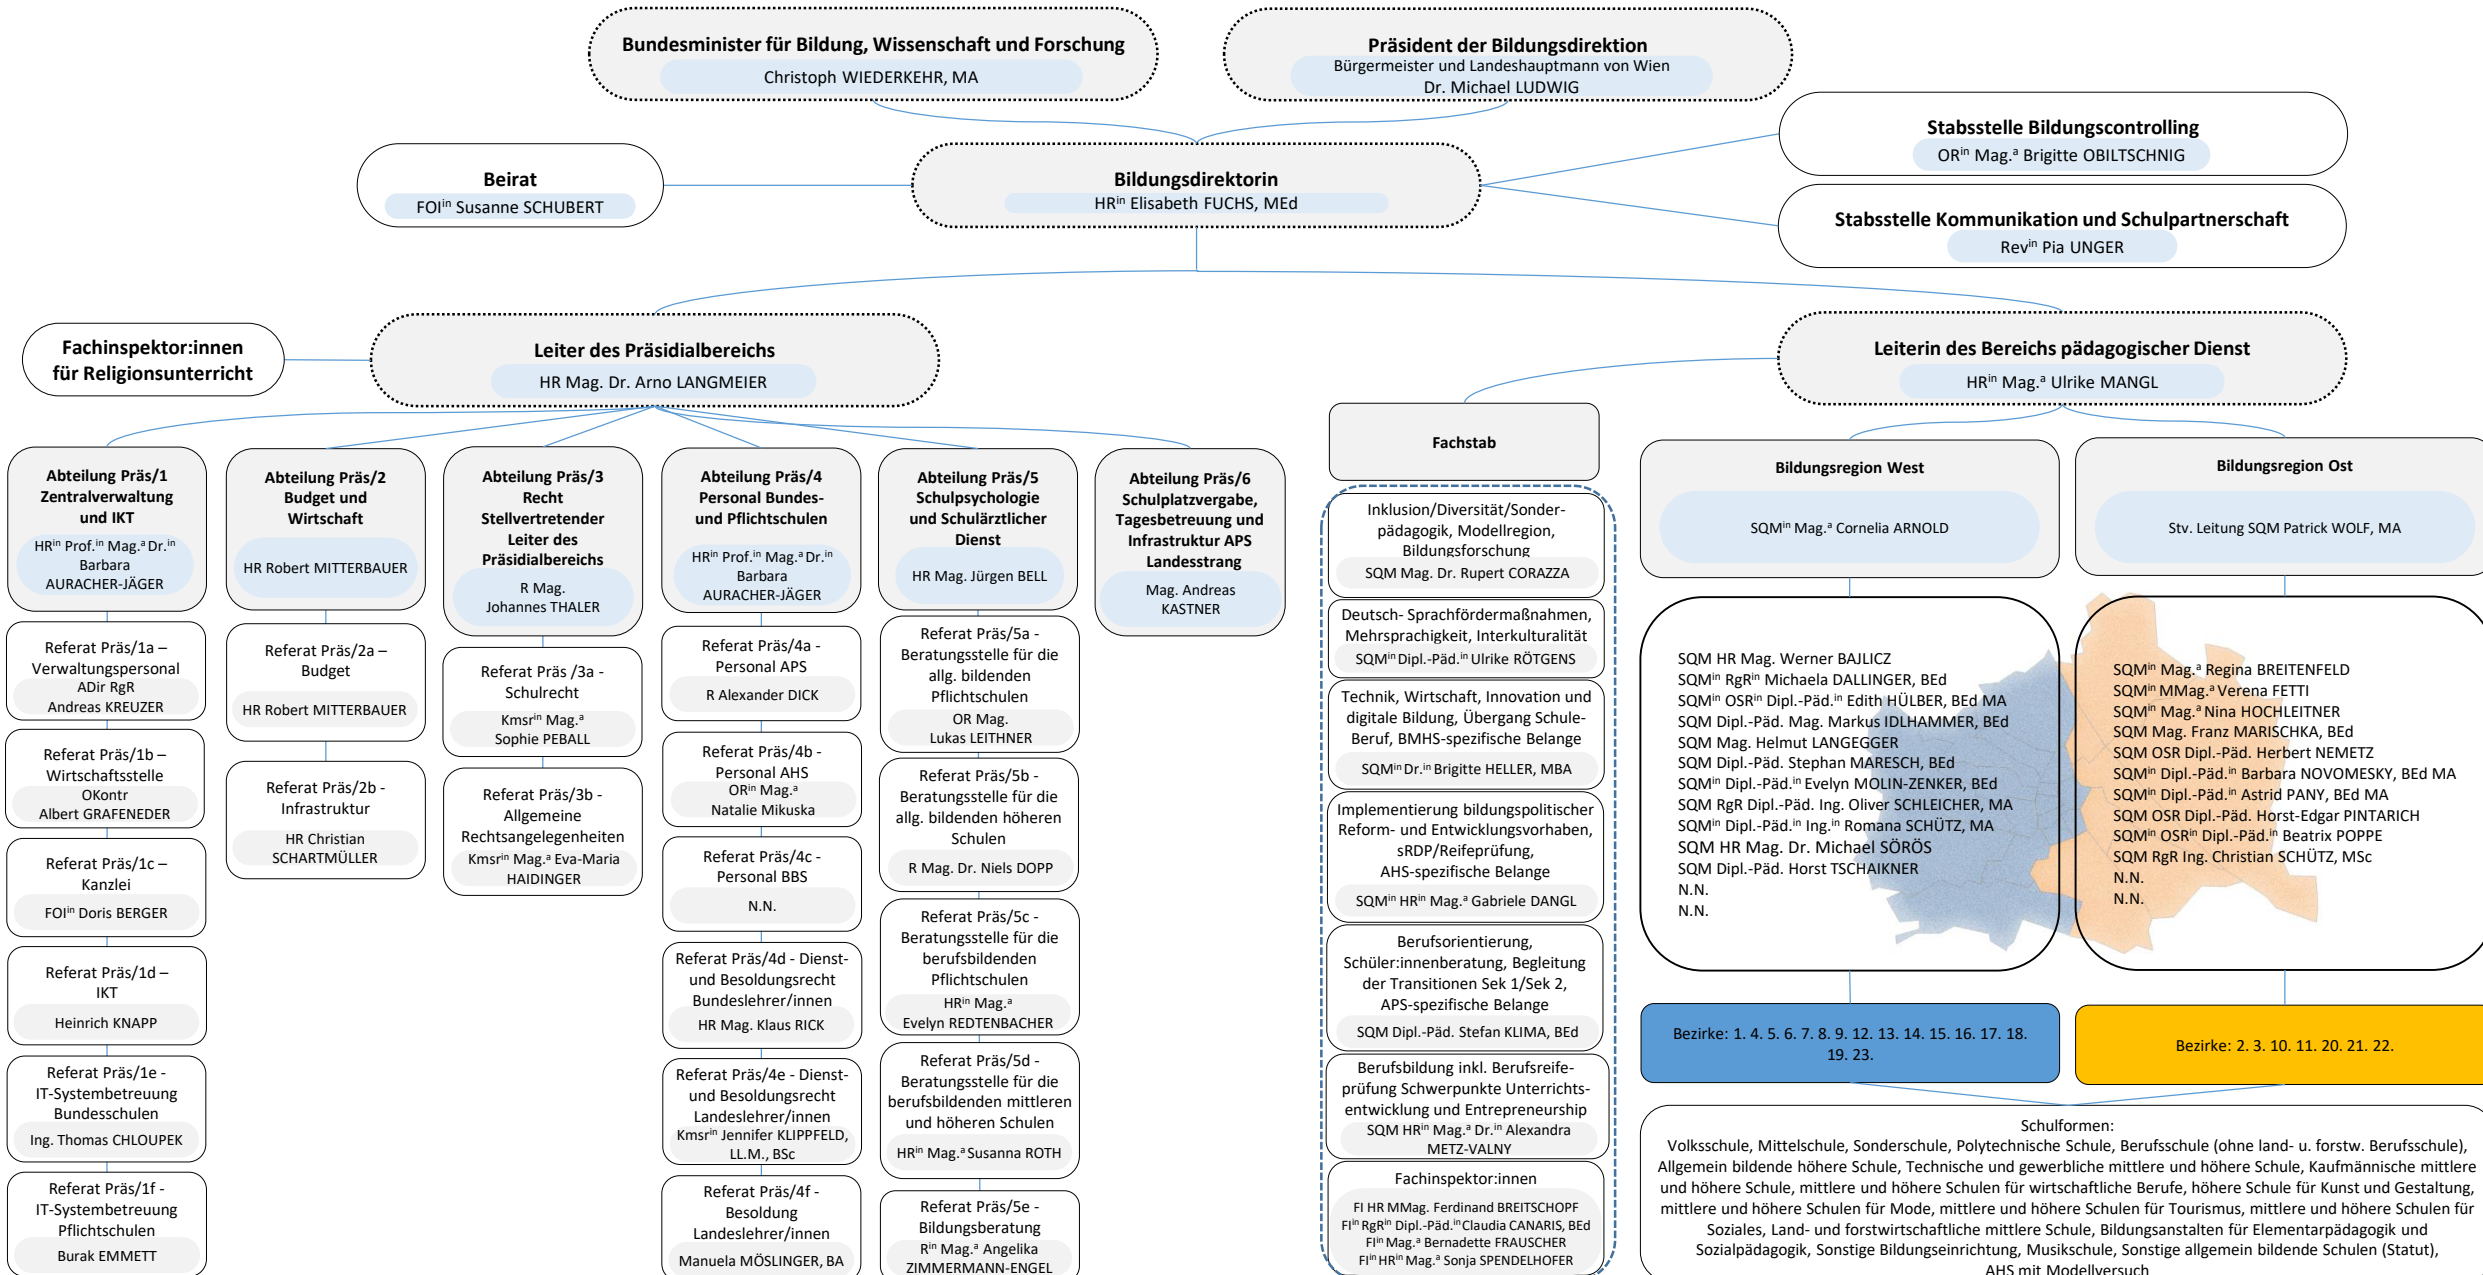 Bundesminister für Bildung, Wissenschaft und Forschung
Christoph WIEDERKEHR, MA
Präsident der Bildungsdirektion
Bürgermeister und Landeshauptmann von Wien
Dr. Michael LUDWIG
Stabsstelle Bildungscontrolling
ORⁱⁿ Mag.ᵃ Brigitte OBILTSCHNIG
Beirat
FOIⁱⁿ Susanne SCHUBERT
Bildungsdirektorin
HRⁱⁿ Elisabeth FUCHS, MEd
Stabsstelle Kommunikation und Schulpartnerschaft
Revⁱⁿ Pia UNGER
Fachinspektor:innen
für Religionsunterricht
Leiter des Präsidialbereichs
HR Mag. Dr. Arno LANGMEIER
Leiterin des Bereichs pädagogischer Dienst
HRⁱⁿ Mag.ᵃ Ulrike MANGL
Abteilung Präs/1
Zentralverwaltung
und IKT
HRⁱⁿ Prof.ⁱⁿ Mag.ᵃ Dr.ⁱⁿ
Barbara
AURACHER-JÄGER
Referat Präs/1a –
Verwaltungspersonal
ADir RgR
Andreas KREUZER
Referat Präs/1b –
Wirtschaftsstelle
OKontr
Albert GRAFENEDER
Referat Präs/1c –
Kanzlei
FOIⁱⁿ Doris BERGER
Referat Präs/1d –
IKT
Heinrich KNAPP
Referat Präs/1e -
IT-Systembetreuung
Bundesschulen
Ing. Thomas CHLOUPEK
Referat Präs/1f -
IT-Systembetreuung
Pflichtschulen
Burak EMMETT
Abteilung Präs/2
Budget und
Wirtschaft
HR Robert MITTERBAUER
Referat Präs/2a –
Budget
HR Robert MITTERBAUER
Referat Präs/2b -
Infrastruktur
HR Christian
SCHARTMÜLLER
Abteilung Präs/3
Recht
Stellvertretender
Leiter des
Präsidialbereichs
R Mag.
Johannes THALER
Referat Präs /3a -
Schulrecht
Kmsrⁱⁿ Mag.ᵃ
Sophie PEBALL
Referat Präs/3b -
Allgemeine
Rechtsangelegenheiten
Kmsrⁱⁿ Mag.ᵃ Eva-Maria
HAIDINGER
Abteilung Präs/4
Personal Bundes-
und Pflichtschulen
HRⁱⁿ Prof.ⁱⁿ Mag.ᵃ Dr.ⁱⁿ
Barbara
AURACHER-JÄGER
Referat Präs/4a -
Personal APS
R Alexander DICK
Referat Präs/4b -
Personal AHS
ORⁱⁿ Mag.ᵃ
Natalie Mikuska
Referat Präs/4c -
Personal BBS
N.N.
Referat Präs/4d - Dienst-
und Besoldungsrecht
Bundeslehrer/innen
HR Mag. Klaus RICK
Referat Präs/4e - Dienst-
und Besoldungsrecht
Landeslehrer/innen
Kmsrⁱⁿ Jennifer KLIPPFELD,
LL.M., BSc
Referat Präs/4f -
Besoldung
Landeslehrer/innen
Manuela MÖSLINGER, BA
Abteilung Präs/5
Schulpsychologie
und Schulärztlicher
Dienst
HR Mag. Jürgen BELL
Referat Präs/5a -
Beratungsstelle für die
allg. bildenden
Pflichtschulen
OR Mag.
Lukas LEITHNER
Referat Präs/5b -
Beratungsstelle für die
allg. bildenden höheren
Schulen
R Mag. Dr. Niels DOPP
Referat Präs/5c -
Beratungsstelle für die
berufsbildenden
Pflichtschulen
HRⁱⁿ Mag.ᵃ
Evelyn REDTENBACHER
Referat Präs/5d -
Beratungsstelle für die
berufsbildenden mittleren
und höheren Schulen
HRⁱⁿ Mag.ᵃ Susanna ROTH
Referat Präs/5e -
Bildungsberatung
Rⁱⁿ Mag.ᵃ Angelika
ZIMMERMANN-ENGEL
Abteilung Präs/6
Schulplatzvergabe,
Tagesbetreuung und
Infrastruktur APS
Landesstrang
Mag. Andreas
KASTNER
Fachstab
Inklusion/Diversität/Sonder-
pädagogik, Modellregion,
Bildungsforschung
SQM Mag. Dr. Rupert CORAZZA
Deutsch- Sprachfördermaßnahmen,
Mehrsprachigkeit, Interkulturalität
SQMⁱⁿ Dipl.-Päd.ⁱⁿ Ulrike RÖTGENS
Technik, Wirtschaft, Innovation und
digitale Bildung, Übergang Schule-
Beruf, BMHS-spezifische Belange
SQMⁱⁿ Dr.ⁱⁿ Brigitte HELLER, MBA
Implementierung bildungspolitischer
Reform- und Entwicklungsvorhaben,
sRDP/Reifeprüfung,
AHS-spezifische Belange
SQMⁱⁿ HRⁱⁿ Mag.ᵃ Gabriele DANGL
Berufsorientierung,
Schüler:innenberatung, Begleitung
der Transitionen Sek 1/Sek 2,
APS-spezifische Belange
SQM Dipl.-Päd. Stefan KLIMA, BEd
Berufsbildung inkl. Berufsreife-
prüfung Schwerpunkte Unterrichts-
entwicklung und Entrepreneurship
SQM HRⁱⁿ Mag.ᵃ Dr.ⁱⁿ Alexandra
METZ-VALNY
Fachinspektor:innen
FI HR MMag. Ferdinand BREITSCHOPF
FIⁱⁿ RgRⁱⁿ Dipl.-Päd.ⁱⁿ Claudia CANARIS, BEd
FIⁱⁿ Mag.ᵃ Bernadette FRAUSCHER
FIⁱⁿ HRⁱⁿ Mag.ᵃ Sonja SPENDELHOFER
Bildungsregion West
SQMⁱⁿ Mag.ᵃ Cornelia ARNOLD
SQM HR Mag. Werner BAJLICZ
SQMⁱⁿ RgRⁱⁿ Michaela DALLINGER, BEd
SQMⁱⁿ OSRⁱⁿ Dipl.-Päd.ⁱⁿ Edith HÜLBER, BEd MA
SQM Dipl.-Päd. Mag. Markus IDLHAMMER, BEd
SQM Mag. Helmut LANGEGGER
SQM Dipl.-Päd. Stephan MARESCH, BEd
SQMⁱⁿ Dipl.-Päd.ⁱⁿ Evelyn MOLIN-ZENKER, BEd
SQM RgR Dipl.-Päd. Ing. Oliver SCHLEICHER, MA
SQMⁱⁿ Dipl.-Päd.ⁱⁿ Ing.ⁱⁿ Romana SCHÜTZ, MA
SQM HR Mag. Dr. Michael SÖRÖS
SQM Dipl.-Päd. Horst TSCHAIKNER
N.N.
N.N.
Bezirke: 1. 4. 5. 6. 7. 8. 9. 12. 13. 14. 15. 16. 17. 18.
19. 23.
Bildungsregion Ost
Stv. Leitung SQM Patrick WOLF, MA
SQMⁱⁿ Mag.ᵃ Regina BREITENFELD
SQMⁱⁿ MMag.ᵃ Verena FETTI
SQMⁱⁿ Mag.ᵃ Nina HOCHLEITNER
SQM Mag. Franz MARISCHKA, BEd
SQM OSR Dipl.-Päd. Herbert NEMETZ
SQMⁱⁿ Dipl.-Päd.ⁱⁿ Barbara NOVOMESKY, BEd MA
SQMⁱⁿ Dipl.-Päd.ⁱⁿ Astrid PANY, BEd MA
SQM OSR Dipl.-Päd. Horst-Edgar PINTARICH
SQMⁱⁿ OSRⁱⁿ Dipl.-Päd.ⁱⁿ Beatrix POPPE
SQM RgR Ing. Christian SCHÜTZ, MSc
N.N.
N.N.
Bezirke: 2. 3. 10. 11. 20. 21. 22.
Schulformen:
Volksschule, Mittelschule, Sonderschule, Polytechnische Schule, Berufsschule (ohne land- u. forstw. Berufsschule),
Allgemein bildende höhere Schule, Technische und gewerbliche mittlere und höhere Schule, Kaufmännische mittlere
und höhere Schule, mittlere und höhere Schulen für wirtschaftliche Berufe, höhere Schule für Kunst und Gestaltung,
mittlere und höhere Schulen für Mode, mittlere und höhere Schulen für Tourismus, mittlere und höhere Schulen für
Soziales, Land- und forstwirtschaftliche mittlere Schule, Bildungsanstalten für Elementarpädagogik und
Sozialpädagogik, Sonstige Bildungseinrichtung, Musikschule, Sonstige allgemein bildende Schulen (Statut),
AHS mit Modellversuch